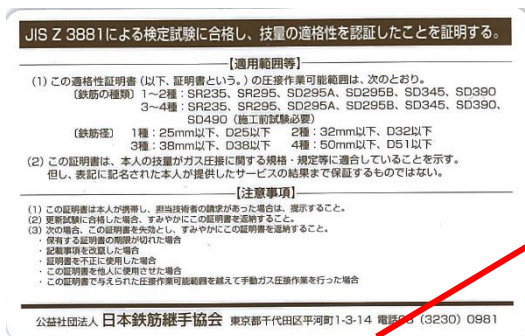 JIS Z 3881による検定試験に合格し、技量の適格性を認証したことを証明する。
【適用範囲等】
(1) この適格性証明書(以下、証明書という。)の圧接作業可能範囲は、次のとおり。
〔鉄筋の種類〕 1～2種：SR235、SR295、SD295A、SD295B、SD345、SD390
3～4種：SR235、SR295、SD295A、SD295B、SD345、SD390、
SD490 (施工前試験必要)
〔鉄筋径〕 1種：25mm以下、D25以下 2種：32mm以下、D32以下
3種：38mm以下、D38以下 4種：50mm以下、D51以下
(2) この証明書は、本人の技量がガス圧接に関する規格・規定等に適合していることを示す。
但し、表記に記名された本人が提供したサービスの結果まで保証するものではない。
【注意事項】
(1) この証明書は本人が携帯し、担当技術者の請求があった場合は、提示すること。
(2) 更新試験に合格した場合、すみやかにこの証明書を返納すること。
(3) 次の場合、この証明書を失効とし、すみやかにこの証明書を返納すること。
・保有する証明書の期限が切れた場合
・記載事項を改竄した場合
・証明書を不正に使用した場合
・この証明書を他人に使用させた場合
・この証明書で与えられた圧接作業可能範囲を越えて手動ガス圧接作業を行った場合
公益社団法人 日本鉄筋継手協会 東京都千代田区平河町1-3-14 電話 (3230) 0981